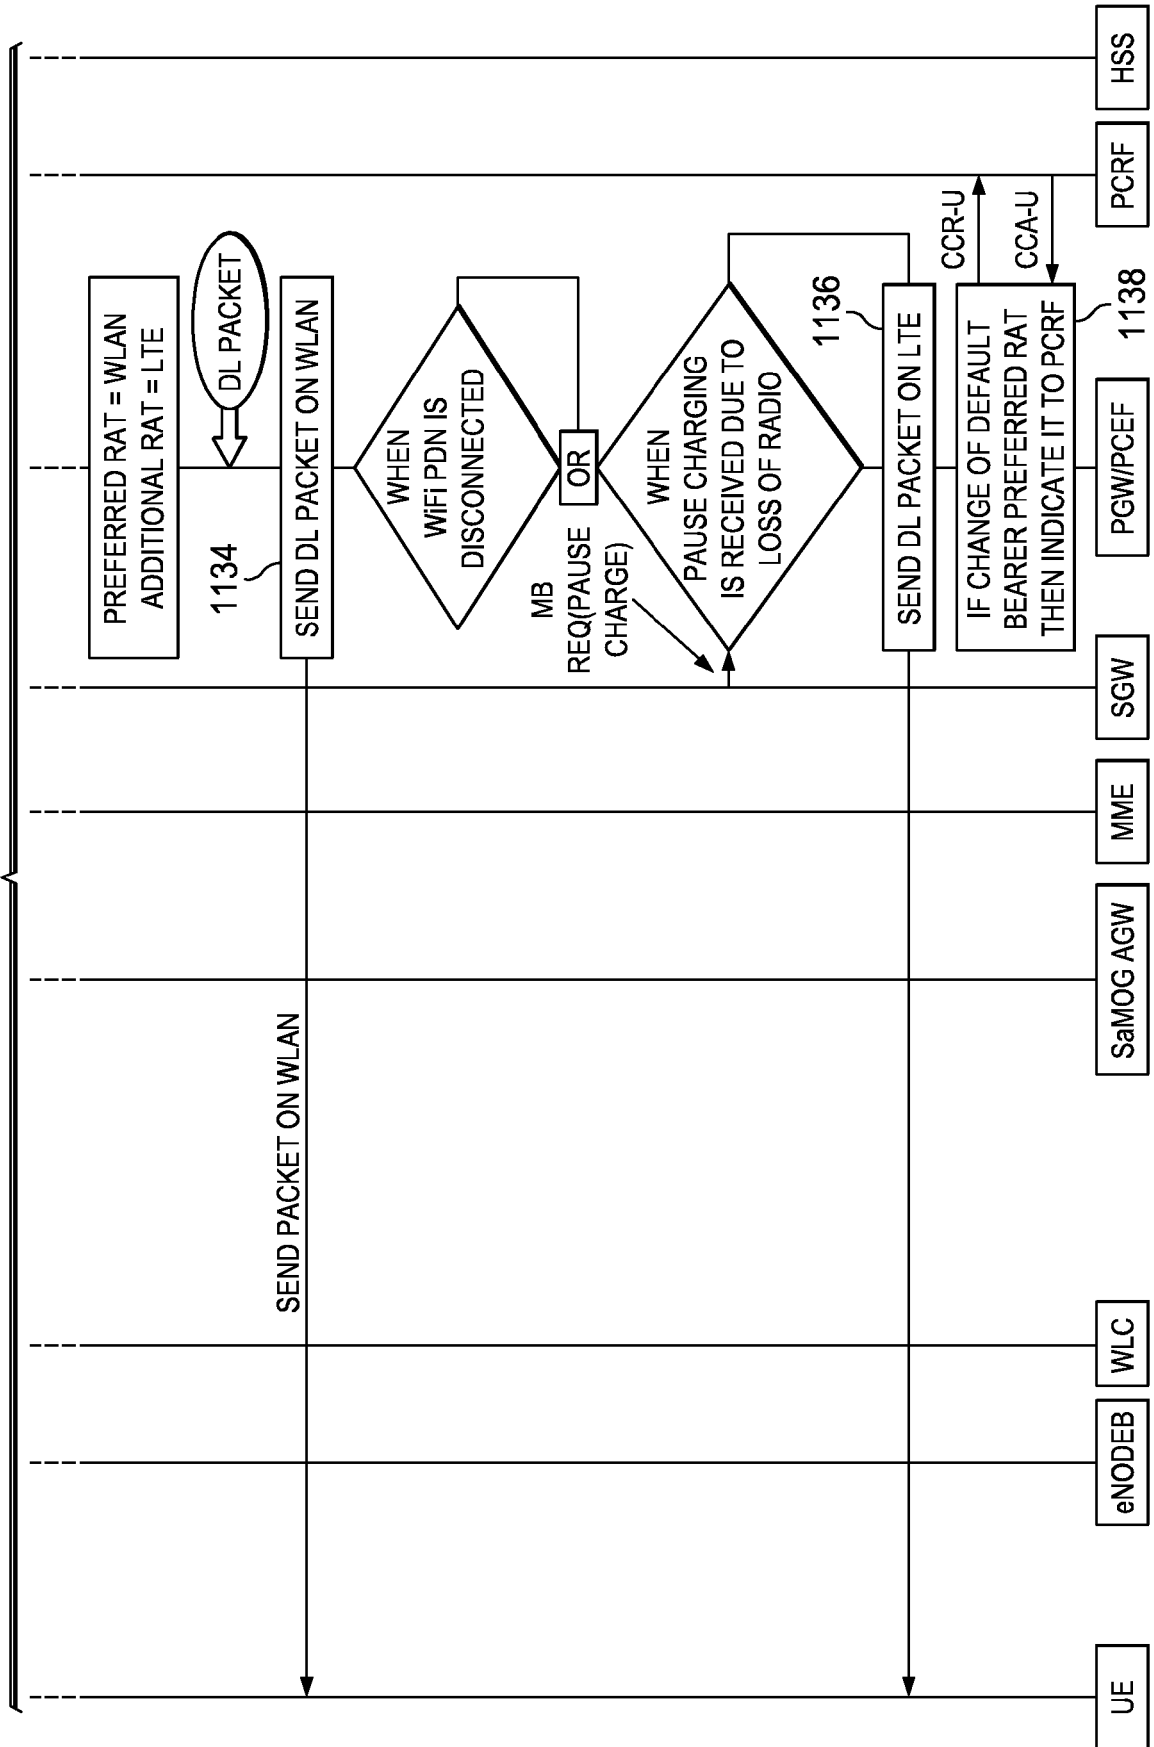 PREFERRED RAT = WLAN
ADDITIONAL RAT = LTE
DL PACKET
1134
SEND DL PACKET ON WLAN
SEND PACKET ON WLAN
WHEN
WiFi PDN IS
DISCONNECTED
OR
MB
REQ(PAUSE
CHARGE)
WHEN
PAUSE CHARGING
IS RECEIVED DUE TO
LOSS OF RADIO
1136
SEND DL PACKET ON LTE
IF CHANGE OF DEFAULT
BEARER PREFERRED RAT
THEN INDICATE IT TO PCRF
CCR-U
CCA-U
1138
UE
eNODEB
WLC
SaMOG AGW
MME
SGW
PGW/PCEF
PCRF
HSS